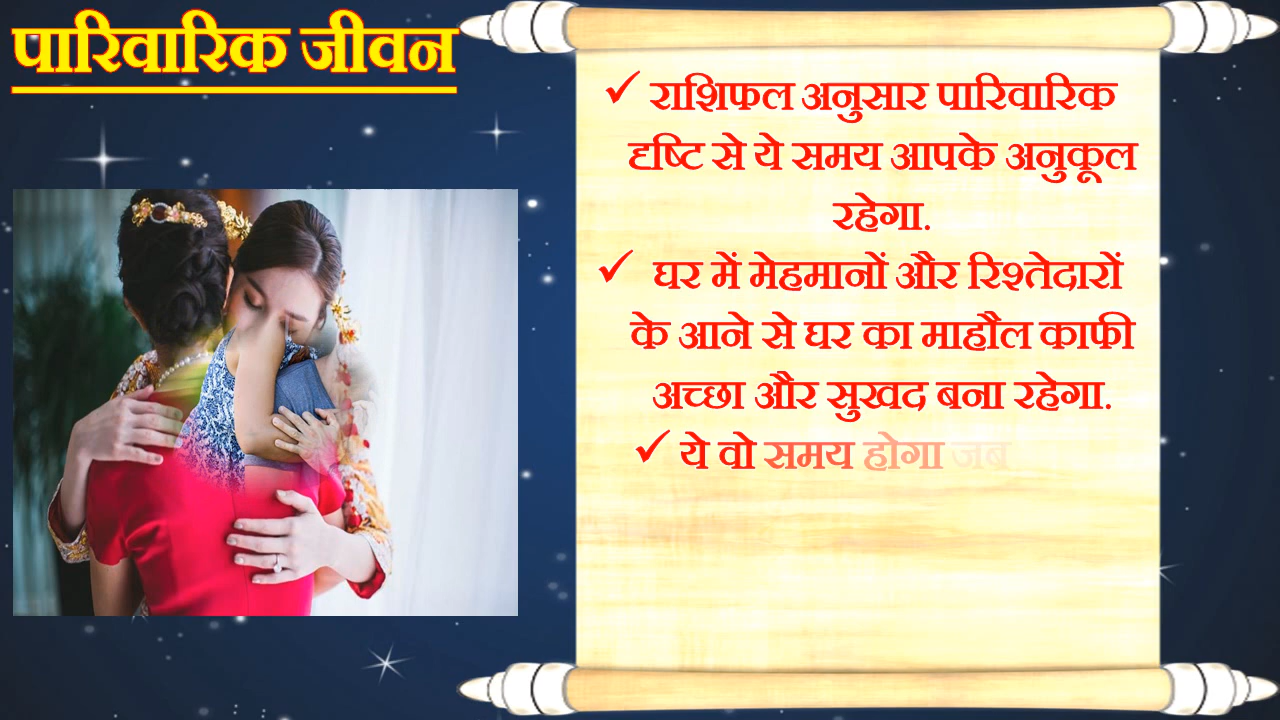 पारिवारिक जीवन
✓ राशिफल अनुसार पारिवारिक
दृष्टि से ये समय आपके अनुकूल
रहेगा.
✓ घर में मेहमानों और रिश्तेदारों
के आने से घर का माहौल काफी
अच्छा और सुखद बना रहेगा.
✓ ये वो समय होगा जब